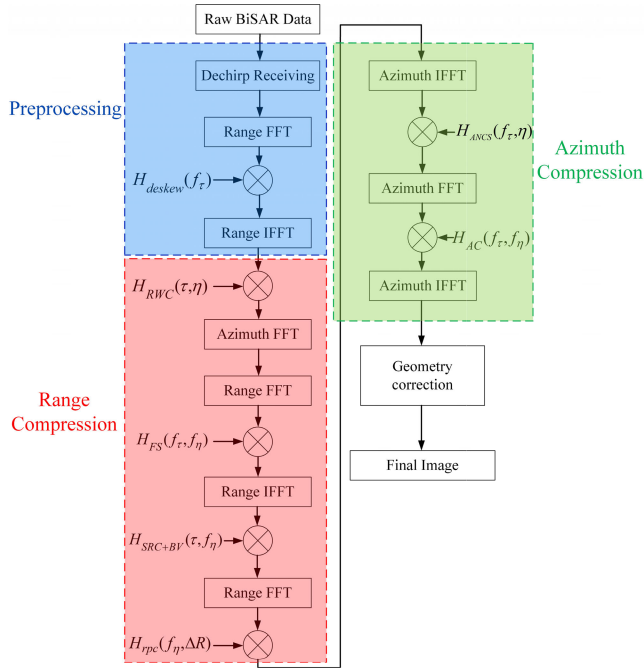 Raw BiSAR Data
Preprocessing
Dechirp Receiving
Range FFT
H_deskew(f_τ)
Range IFFT
Range
Compression
H_RWC(τ,η)
Azimuth FFT
Range FFT
H_FS(f_τ,f_η)
Range IFFT
H_SRC+BV(τ,f_η)
Range FFT
H_rpc(f_η,ΔR)
Azimuth
Compression
Azimuth IFFT
H_ANCS(f_τ,η)
Azimuth FFT
H_AC(f_τ,f_η)
Azimuth IFFT
Geometry
correction
Final Image